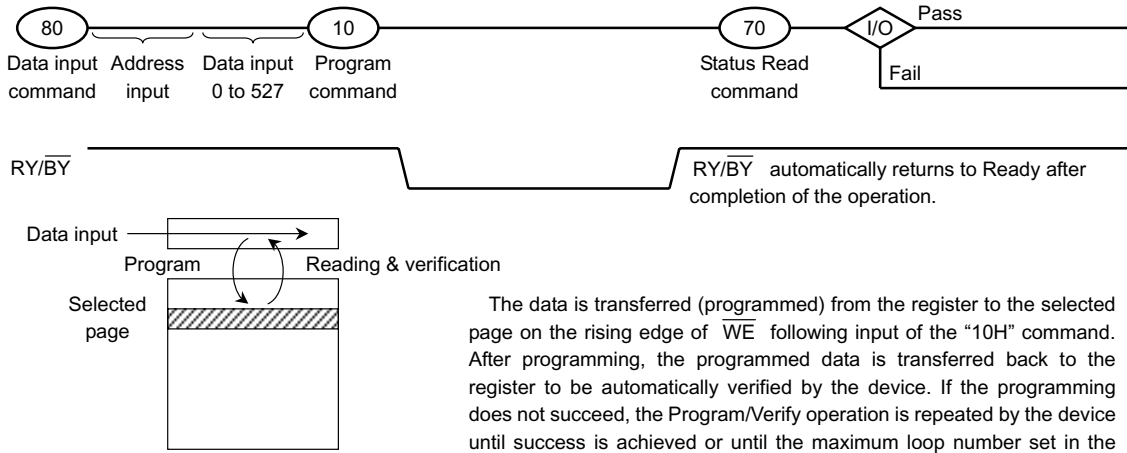 80 10 70 I/O Pass
Fail
Data input Address Data input Program Status Read
command input 0 to 527 command command
RY/BY
RY/BY automatically returns to Ready after
completion of the operation.
Data input
Program Reading & verification
Selected
page
The data is transferred (programmed) from the register to the selected
page on the rising edge of WE following input of the “10H” command.
After programming, the programmed data is transferred back to the
register to be automatically verified by the device. If the programming
does not succeed, the Program/Verify operation is repeated by the device
until success is achieved or until the maximum loop number set in the